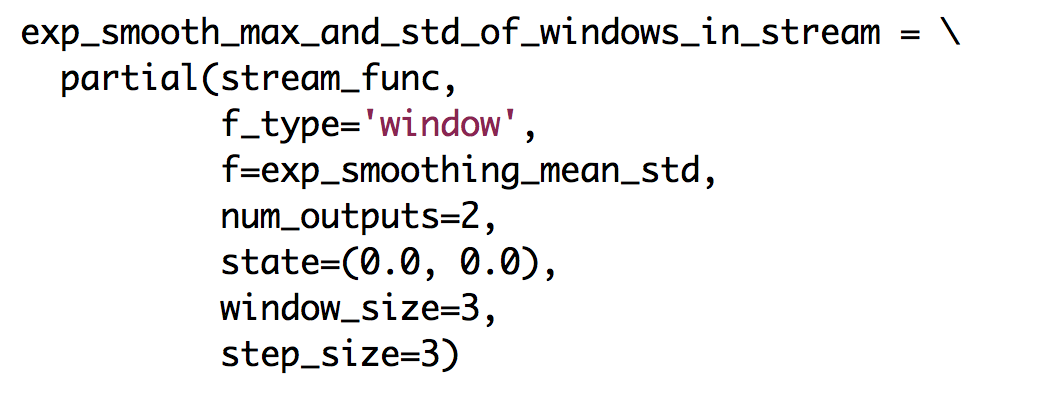 exp_smooth_max_and_std_of_windows_in_stream = \
partial(stream_func,
f_type='window',
f=exp_smoothing_mean_std,
num_outputs=2,
state=(0.0, 0.0),
window_size=3,
step_size=3)